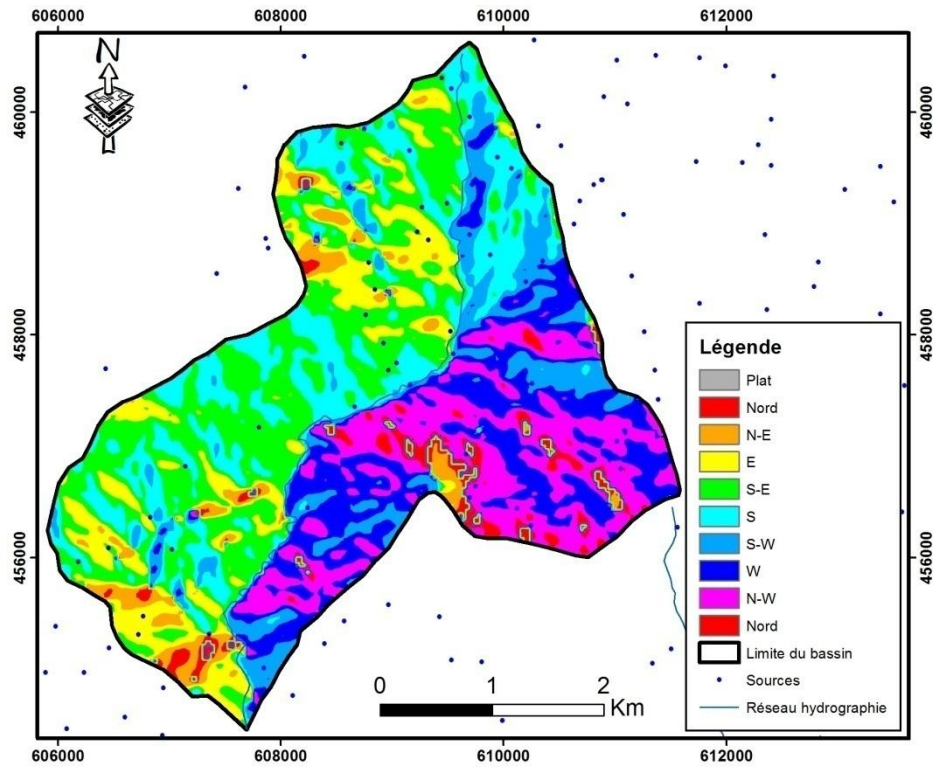 606000 608000 610000 612000
460000 460000
458000 458000
456000 456000
N
Légende
Plat
Nord
N-E
E
S-E
S
S-W
W
N-W
Nord
Limite du bassin
Sources
Réseau hydrographie
0 1 2
Km
606000 608000 610000 612000